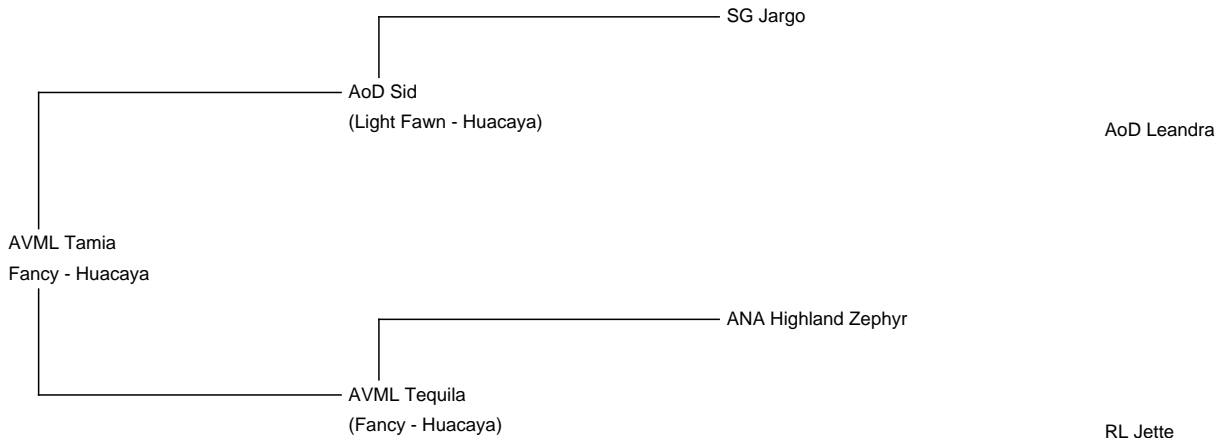 SG Jargo
AoD Sid
(Light Fawn - Huacaya)
AoD Leandra
AVML Tamia
Fancy - Huacaya
ANA Highland Zephyr
AVML Tequila
(Fancy - Huacaya)
RL Jette